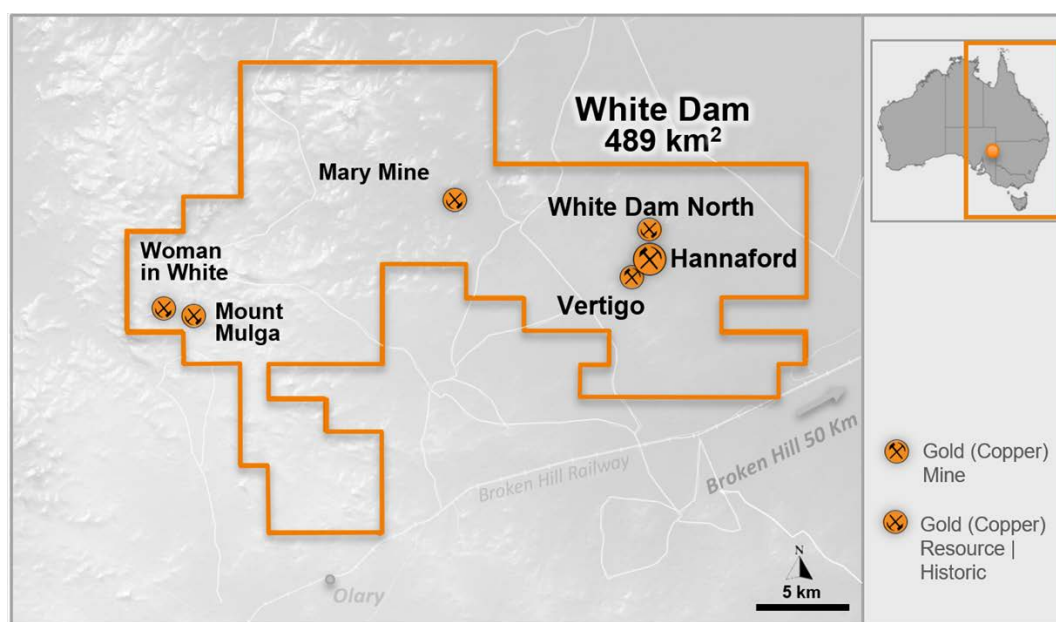 White Dam
489 km²
Mary Mine
White Dam North
Woman
in White
Hannaford
Mount
Mulga
Vertigo
Broken Hill 50 Km
Broken Hill Railway
Olary
N
5 km
Gold (Copper)
Mine
Gold (Copper)
Resource |
Historic